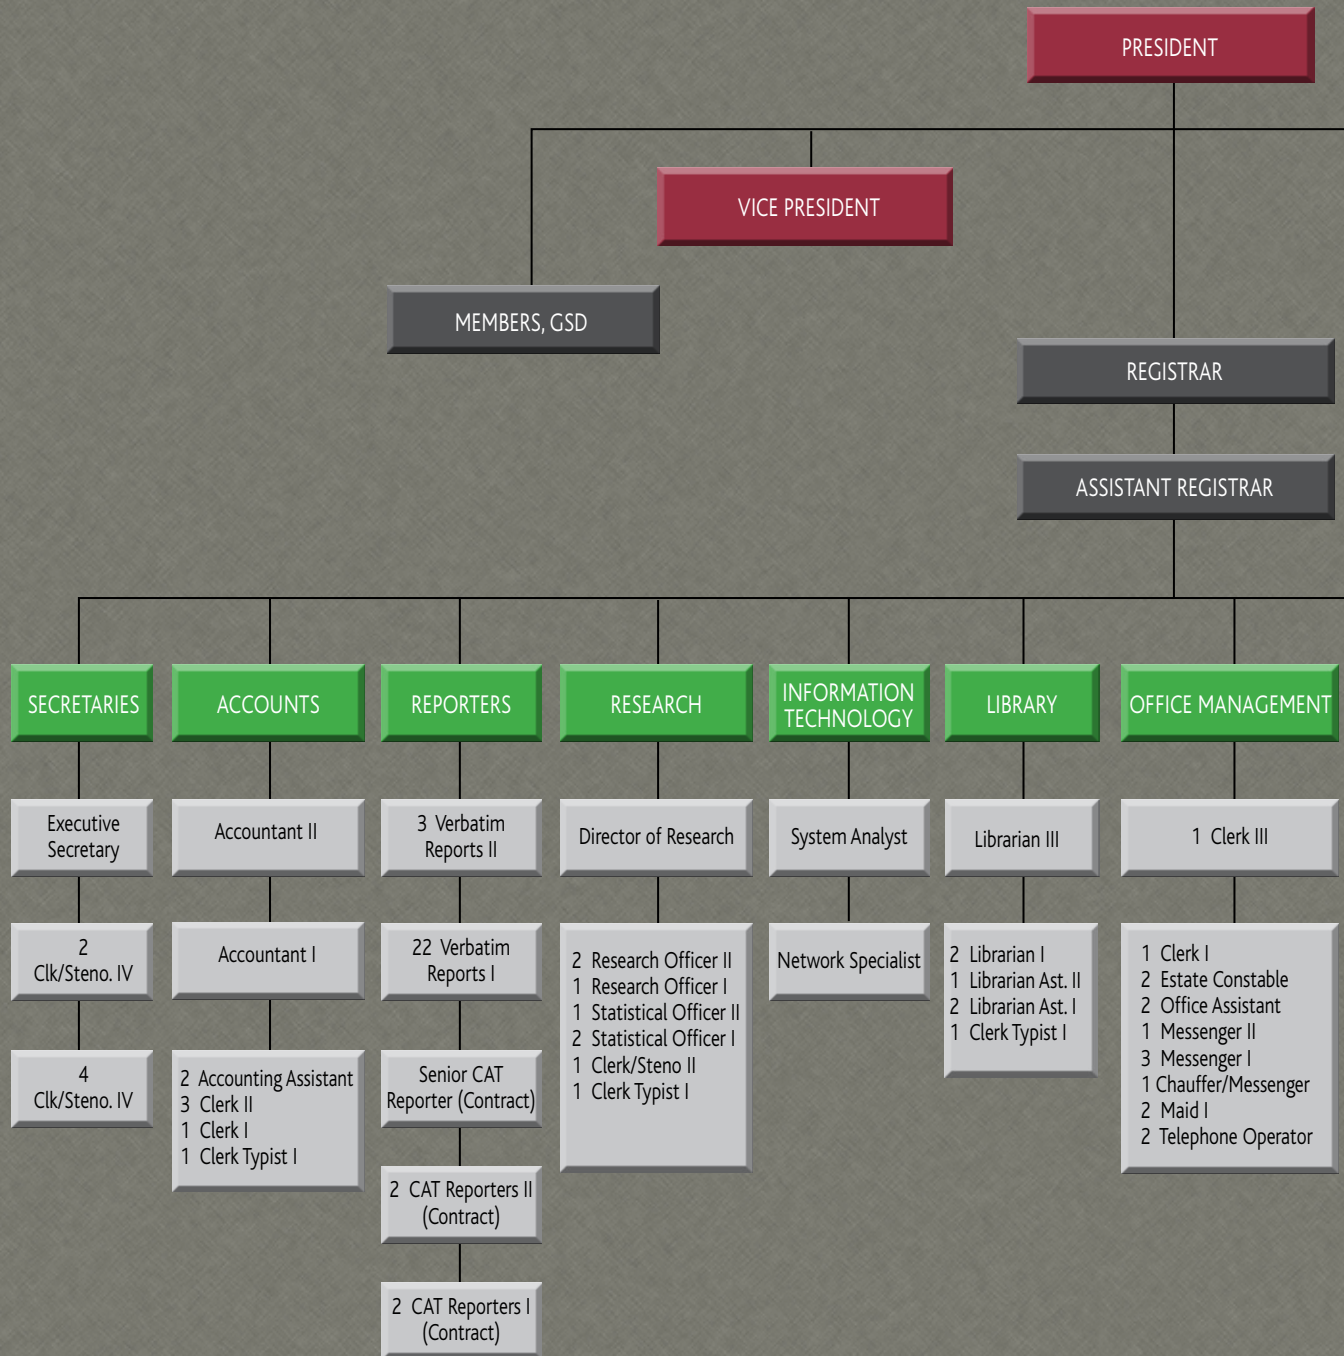 PRESIDENT
VICE PRESIDENT
MEMBERS, GSD
REGISTRAR
ASSISTANT REGISTRAR
SECRETARIES
Executive
Secretary
2
Clk/Steno. IV
4
Clk/Steno. IV
ACCOUNTS
Accountant II
Accountant I
2 Accounting Assistant
3 Clerk II
1 Clerk I
1 Clerk Typist I
REPORTERS
3 Verbatim
Reports II
22 Verbatim
Reports I
Senior CAT
Reporter (Contract)
2 CAT Reporters II
(Contract)
2 CAT Reporters I
(Contract)
RESEARCH
Director of Research
2 Research Officer II
1 Research Officer I
1 Statistical Officer II
2 Statistical Officer I
1 Clerk/Steno II
1 Clerk Typist I
INFORMATION
TECHNOLOGY
System Analyst
Network Specialist
LIBRARY
Librarian III
2 Librarian I
1 Librarian Ast. II
2 Librarian Ast. I
1 Clerk Typist I
OFFICE MANAGEMENT
1 Clerk III
1 Clerk I
2 Estate Constable
2 Office Assistant
1 Messenger II
3 Messenger I
1 Chauffer/Messenger
2 Maid I
2 Telephone Operator